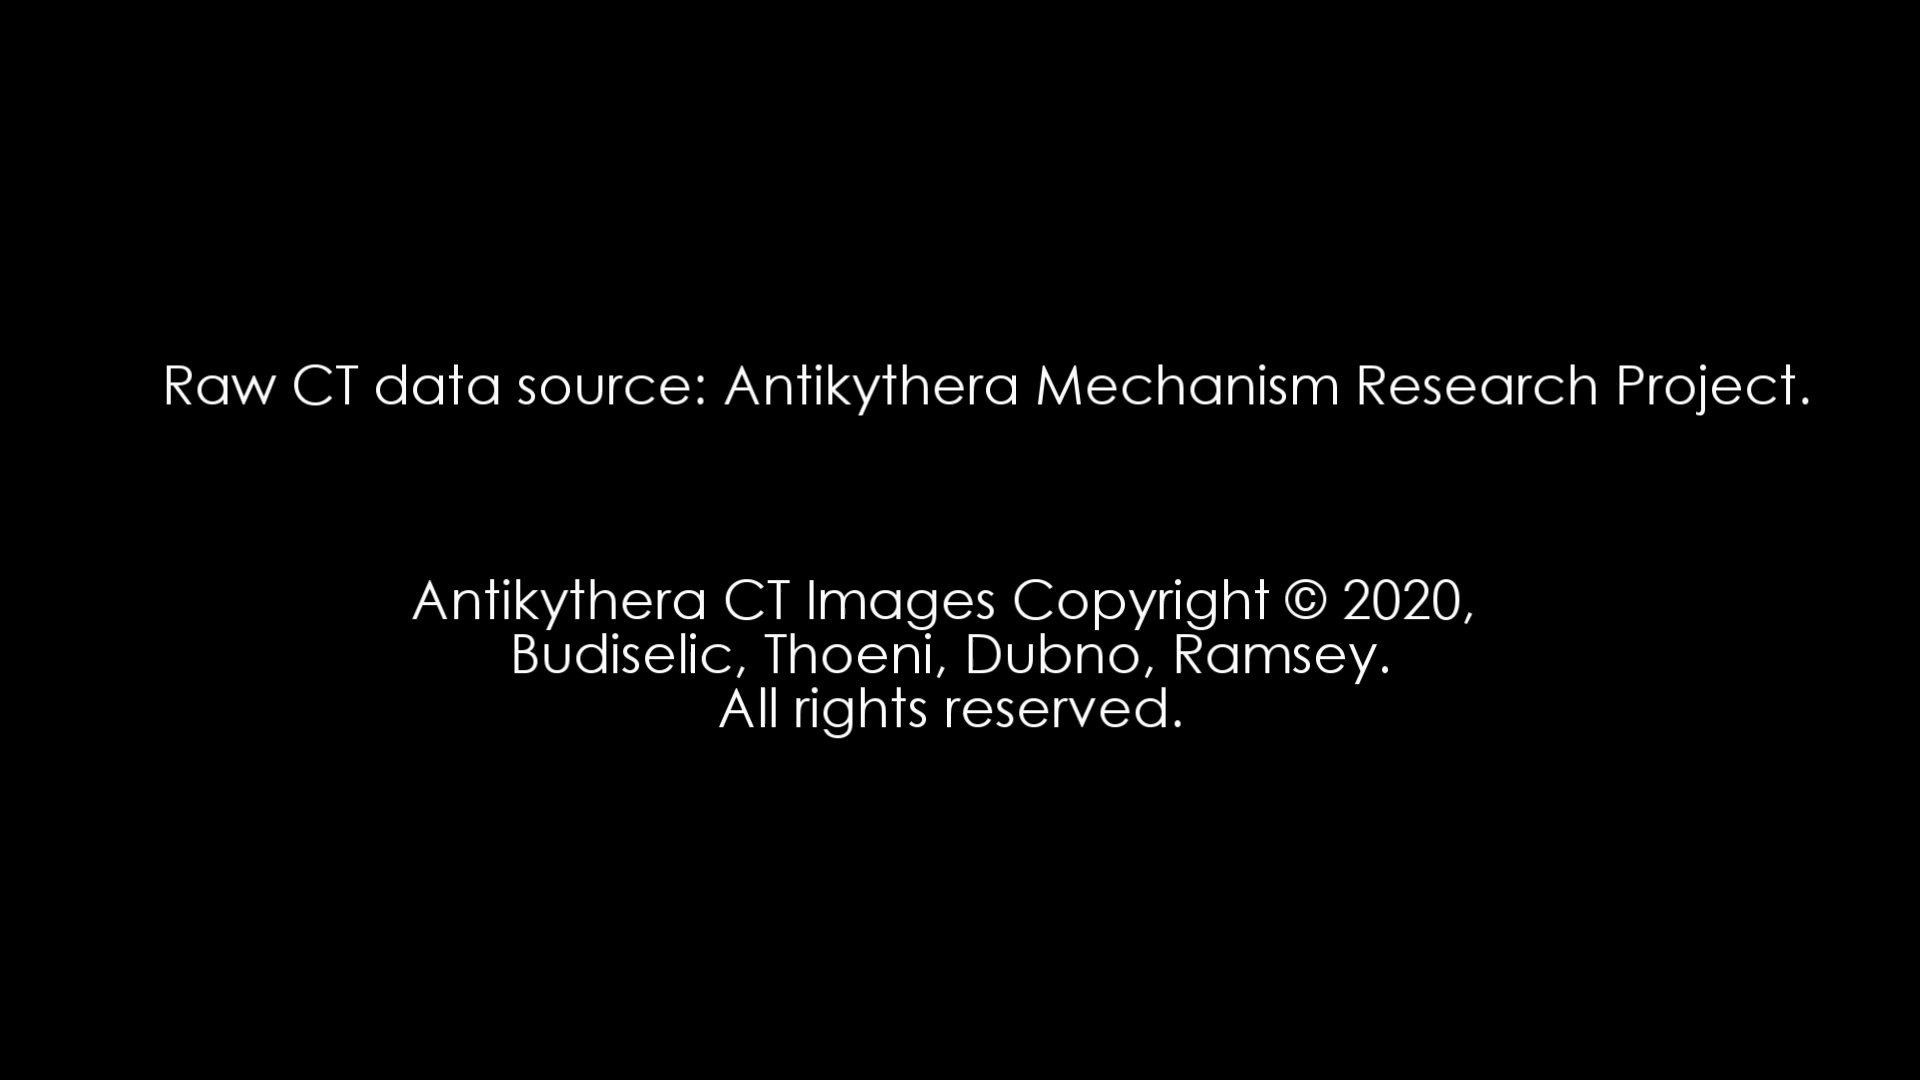 Raw CT data source: Antikythera Mechanism Research Project.
Antikythera CT Images Copyright © 2020,
Budiselic, Thoeni, Dubno, Ramsey.
All rights reserved.